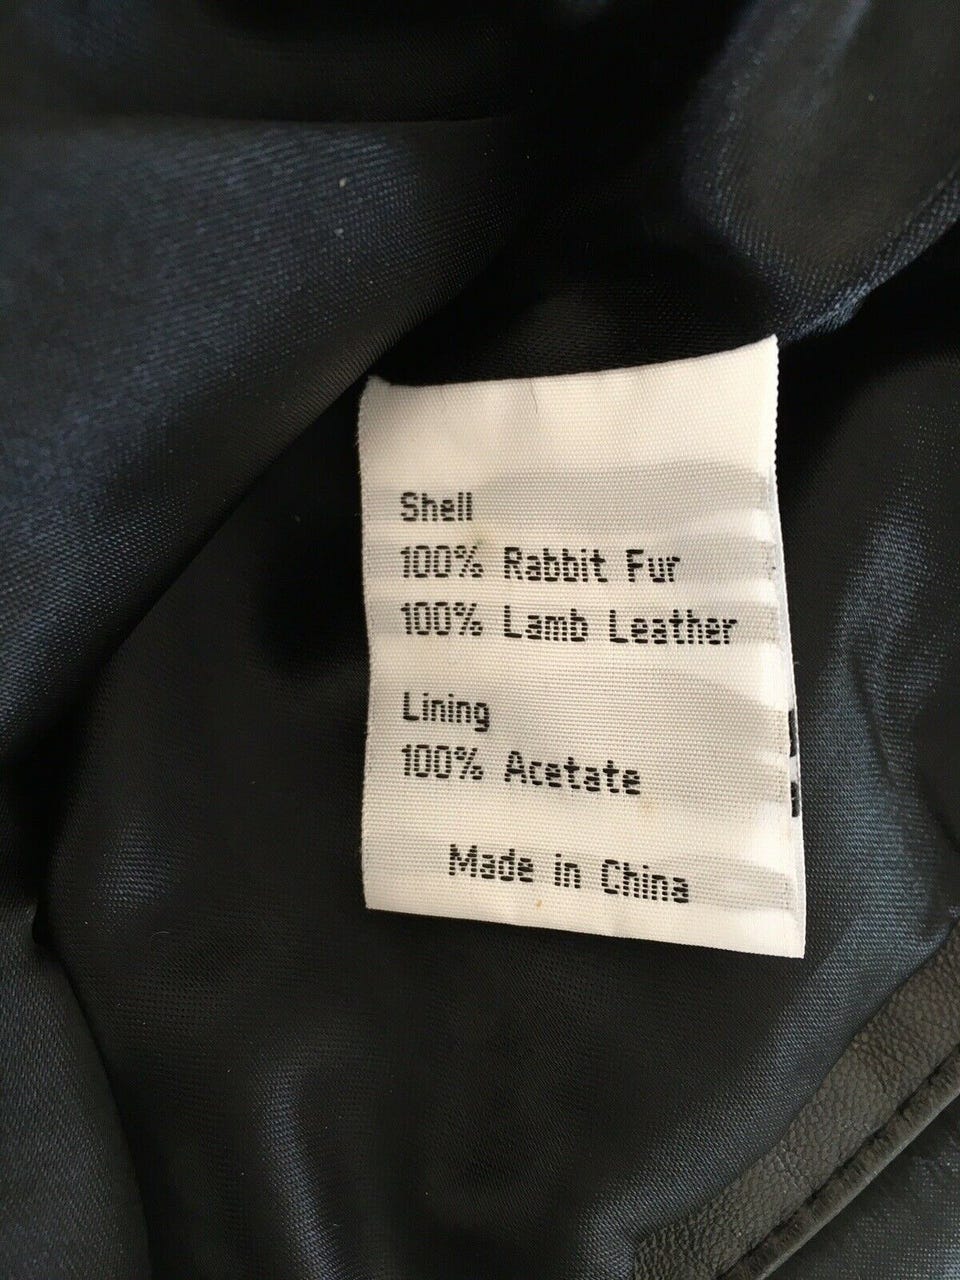 Shell
100% Rabbit Fur
100% Lamb Leather
Lining
100% Acetate
Made in China